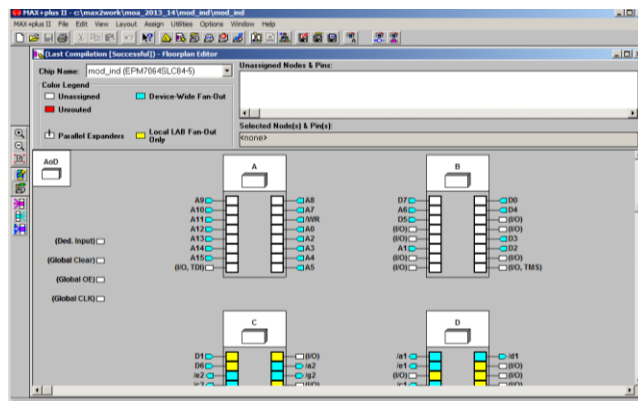 MAX+plus II - c:\max2work\moa_2013_14\mod_ind\mod_ind
MAX+plus II File Edit View Layout Assign Utilities Options Window Help
(Last Compilation [Successful]) - Floorplan Editor
Chip Name: mod_ind (EPM7064SLC84-5)
Color Legend
Unassigned Device-Wide Fan-Out
Unrouted
Parallel Expanders Local LAB Fan-Out Only
Unassigned Nodes & Pins:
Selected Node(s) & Pin(s):
<none>
AoD
A B
A9 A8 D7 D0
A10 A7 A6 D4
A11 /WR D5 (I/O)
A12 A0 (I/O) (I/O)
A13 A2 (I/O) D3
A14 A3 A1 D2
A15 A4 (I/O) (I/O)
(I/O, TDI) A5 (I/O) (I/O, TMS)
(Ded. Input)
(Global Clear)
(Global OE)
(Global CLK)
C D
D1 (I/O) /a1 /d1
D6 /a2 /e1 (I/O)
/e2 /g2 (I/O) (I/O)